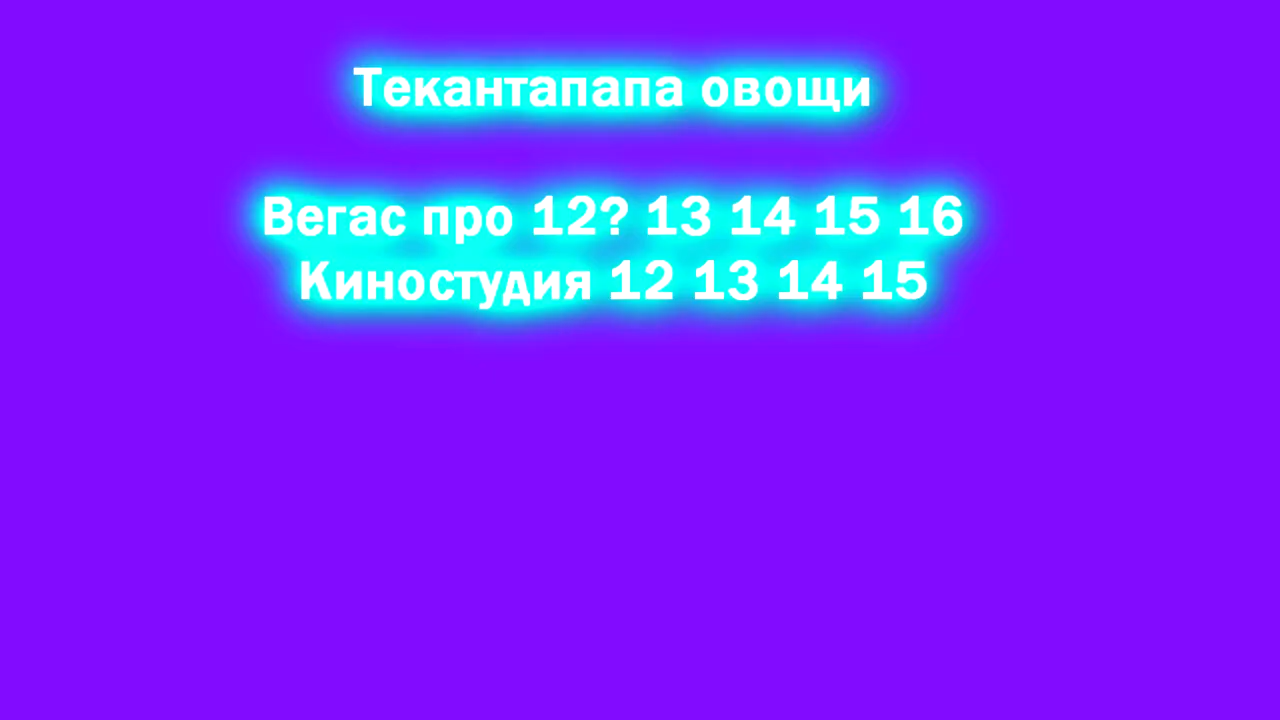 Текантапапа овощи
Вегас про 12? 13 14 15 16
Киностудия 12 13 14 15